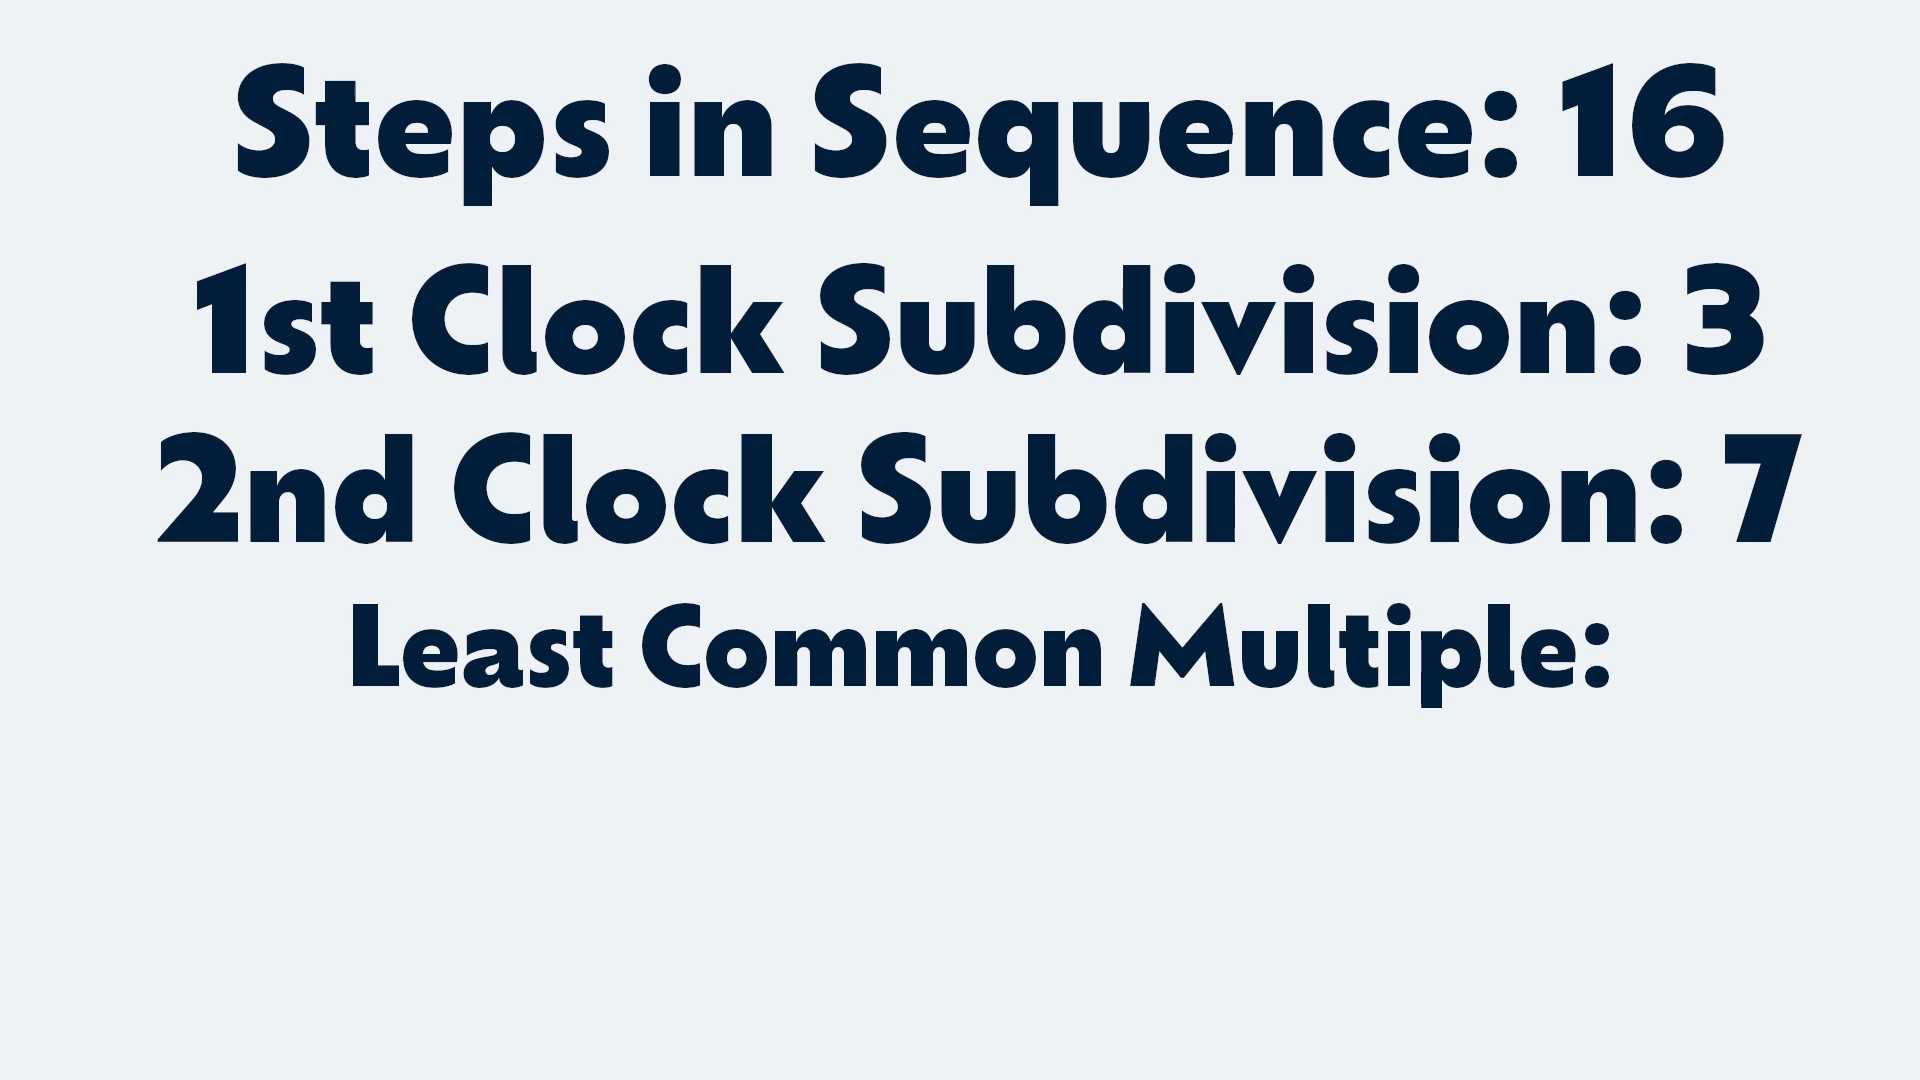 Steps in Sequence: 16
1st Clock Subdivision: 3
2nd Clock Subdivision: 7
Least Common Multiple: